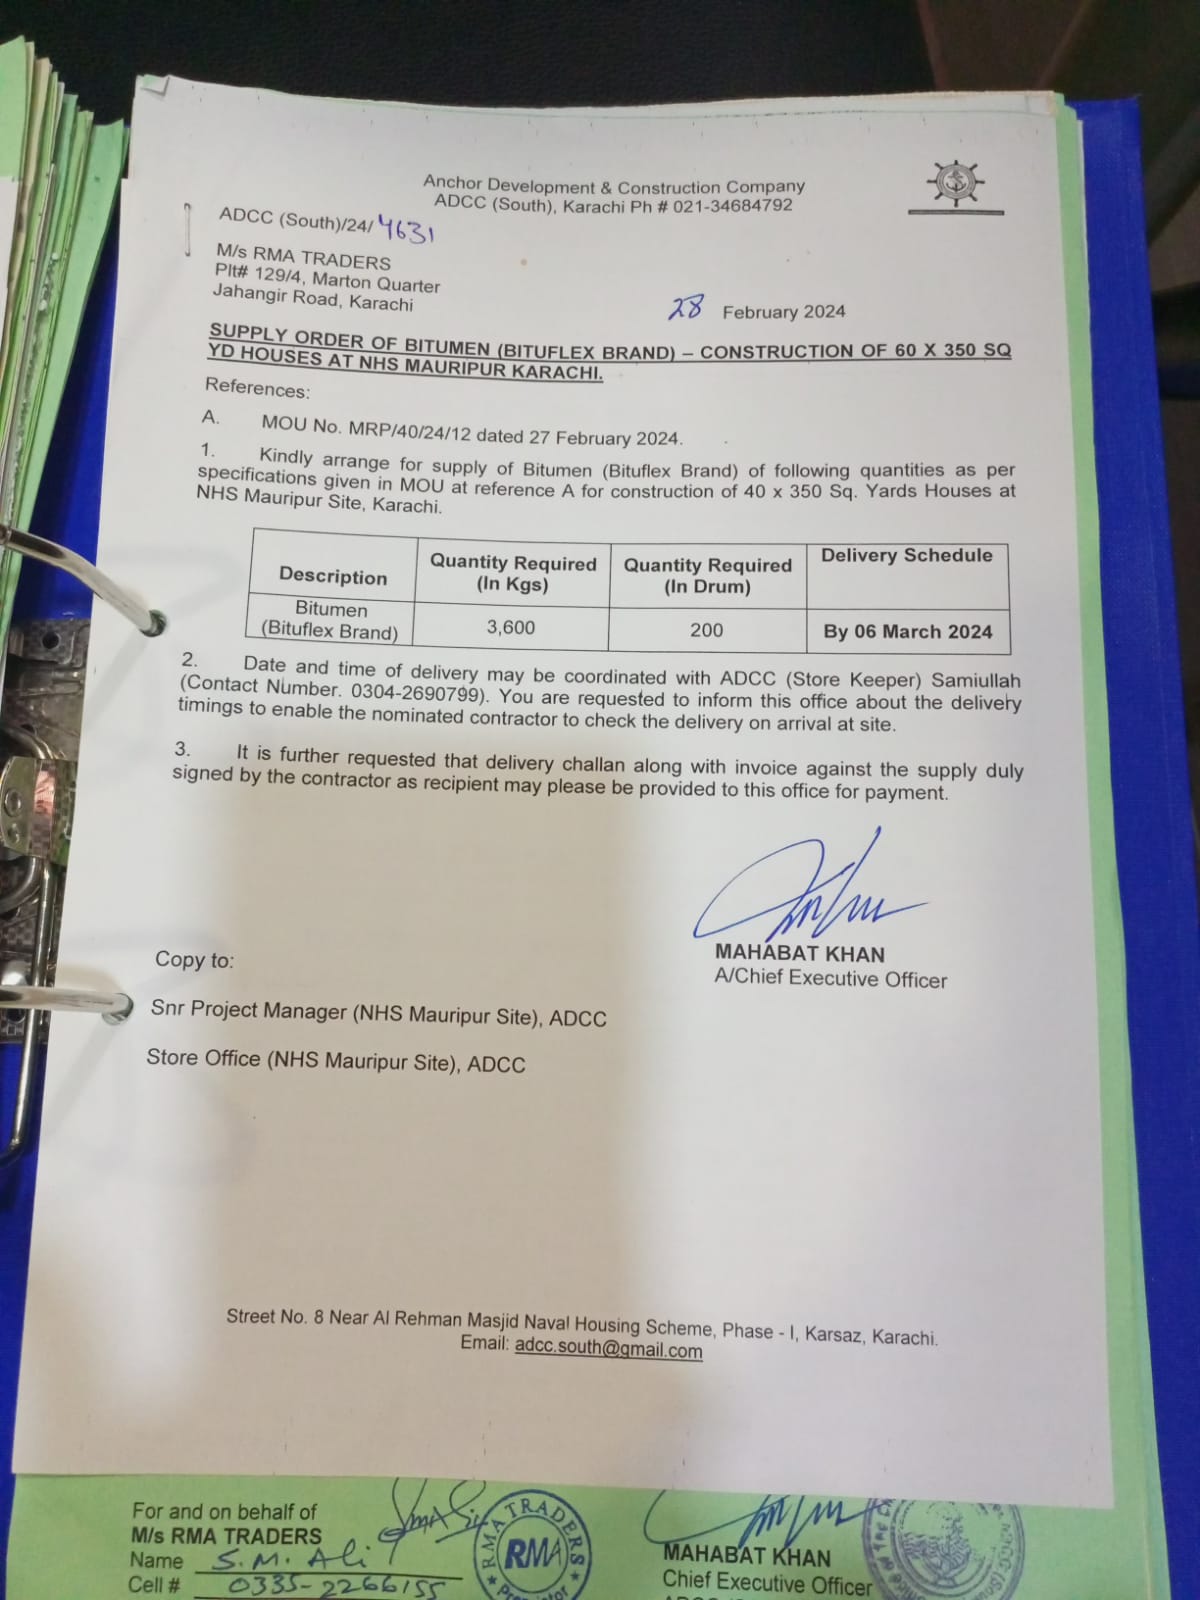 Anchor Development & Construction Company
ADCC (South), Karachi Ph # 021-34684792
ADCC (South)/24/ 4631
M/s RMA TRADERS
Plt# 129/4, Marton Quarter
Jahangir Road, Karachi
28 February 2024
SUPPLY ORDER OF BITUMEN (BITUFLEX BRAND) – CONSTRUCTION OF 60 X 350 SQ
YD HOUSES AT NHS MAURIPUR KARACHI.
References:
A. MOU No. MRP/40/24/12 dated 27 February 2024.
1. Kindly arrange for supply of Bitumen (Bituflex Brand) of following quantities as per
specifications given in MOU at reference A for construction of 40 x 350 Sq. Yards Houses at
NHS Mauripur Site, Karachi.
Description Quantity Required (In Kgs) Quantity Required (In Drum) Delivery Schedule
Bitumen (Bituflex Brand) 3,600 200 By 06 March 2024
2. Date and time of delivery may be coordinated with ADCC (Store Keeper) Samiullah
(Contact Number. 0304-2690799). You are requested to inform this office about the delivery
timings to enable the nominated contractor to check the delivery on arrival at site.
3. It is further requested that delivery challan along with invoice against the supply duly
signed by the contractor as recipient may please be provided to this office for payment.
MAHABAT KHAN
A/Chief Executive Officer
Copy to:
Snr Project Manager (NHS Mauripur Site), ADCC
Store Office (NHS Mauripur Site), ADCC
Street No. 8 Near Al Rehman Masjid Naval Housing Scheme, Phase - I, Karsaz, Karachi.
Email: adcc.south@gmail.com
For and on behalf of
M/s RMA TRADERS
Name S.M. Ali
Cell # 0335-2266155
RMA TRADERS
RMA
Proprietor
MAHABAT KHAN
Chief Executive Officer